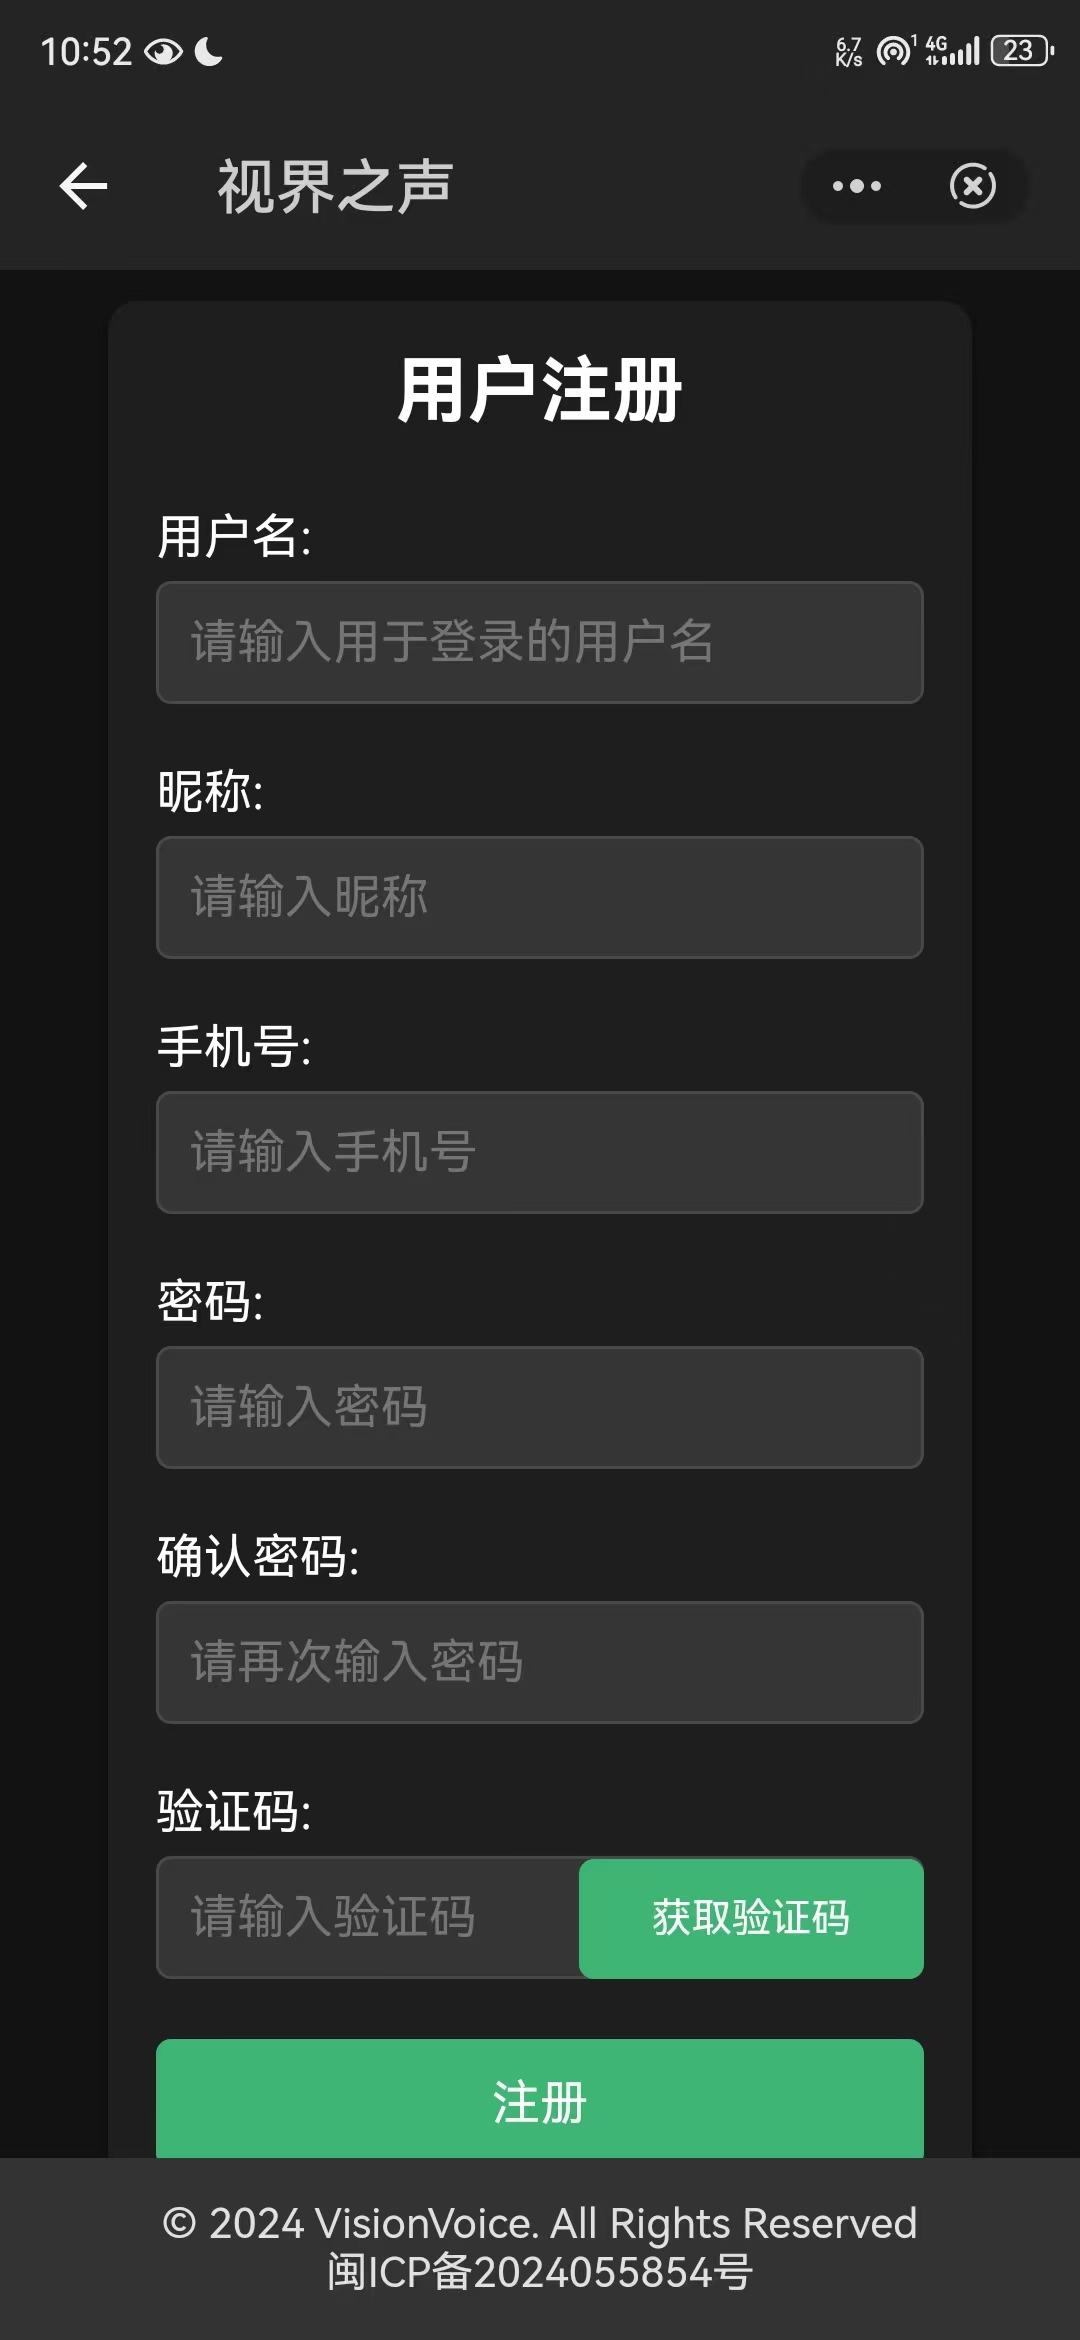 10:52
6.7 K/s 1 4G 23
视界之声
用户注册
用户名:
请输入用于登录的用户名
昵称:
请输入昵称
手机号:
请输入手机号
密码:
请输入密码
确认密码:
请再次输入密码
验证码:
请输入验证码 获取验证码
注册
© 2024 VisionVoice. All Rights Reserved
闽ICP备2024055854号